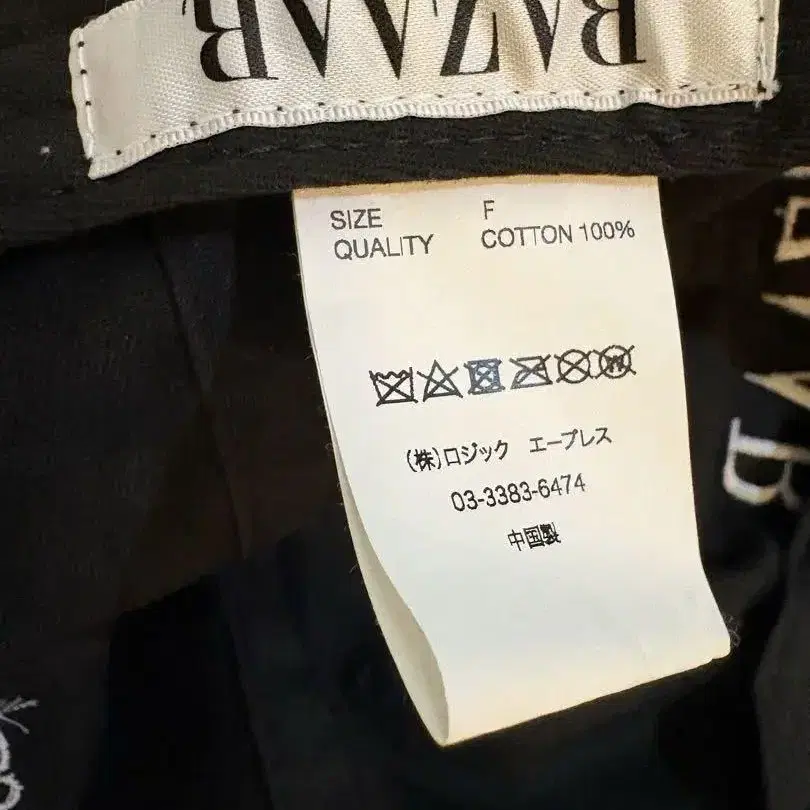 BAZAAR
SIZE F
QUALITY COTTON 100%
(株)ロジック エープレス
03-3383-6474
中国製